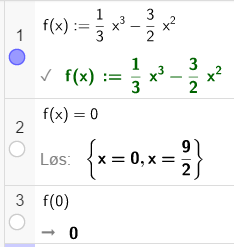 1 f(x) := 1/3 x³ − 3/2 x²
✓ f(x) := 1/3 x³ − 3/2 x²
2 f(x) = 0
Løs: {x = 0, x = 9/2}
3 f(0)
→ 0